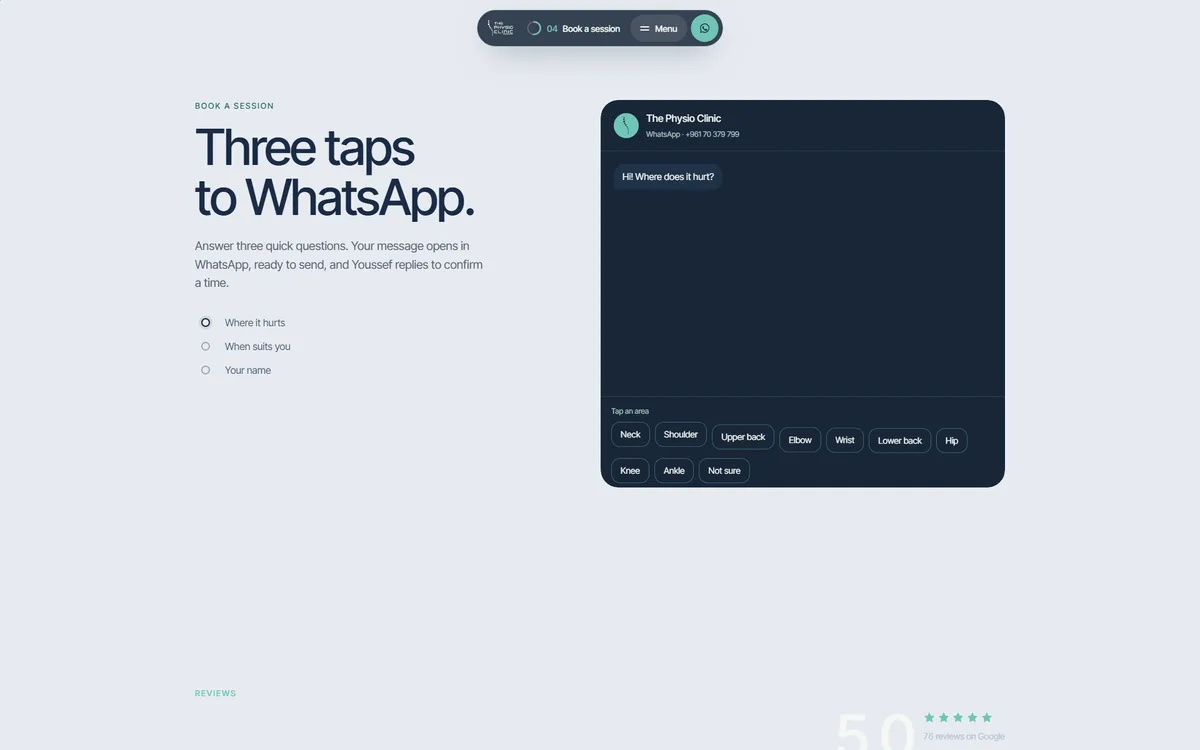 THE
PHYSIO
CLINIC
04 Book a session
Menu
BOOK A SESSION
Three taps
to WhatsApp.
Answer three quick questions. Your message opens in
WhatsApp, ready to send, and Youssef replies to confirm
a time.
Where it hurts
When suits you
Your name
The Physio Clinic
WhatsApp · +961 70 379 799
Hi! Where does it hurt?
Tap an area
Neck Shoulder Upper back Elbow Wrist Lower back Hip
Knee Ankle Not sure
REVIEWS
5.0
76 reviews on Google